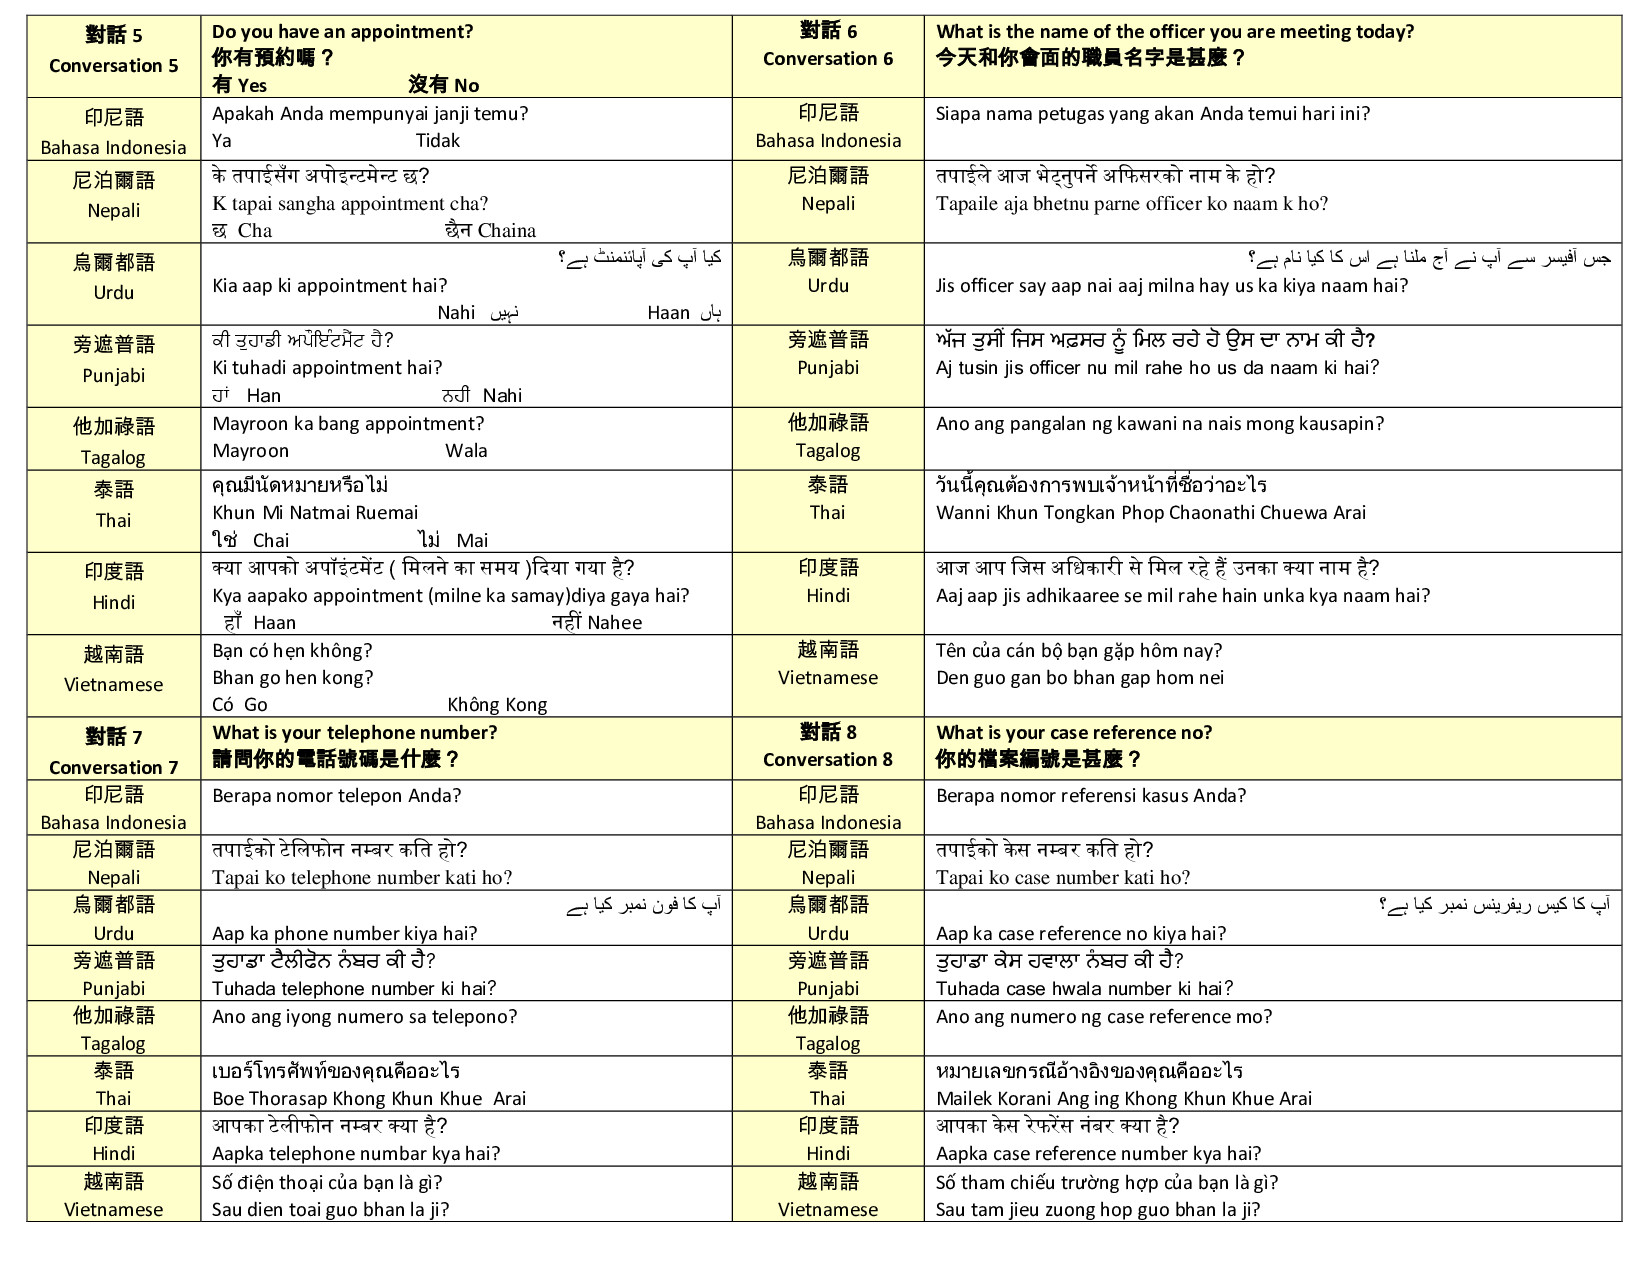 對話 5
Conversation 5
Do you have an appointment?
你有預約嗎？
有 Yes 沒有 No
印尼語
Bahasa Indonesia
Apakah Anda mempunyai janji temu?
Ya Tidak
尼泊爾語
Nepali
के तपाईसँग अपोइन्टमेन्ट छ?
K tapai sangha appointment cha?
छ Cha छैन Chaina
烏爾都語
Urdu
کیا آپ کی آپائنمنٹ ہے؟
Kia aap ki appointment hai?
Nahi نہیں Haan ہاں
旁遮普語
Punjabi
ਕੀ ਤੁਹਾਡੀ ਅਪੌਇੰਟਮੈਂਟ ਹੈ?
Ki tuhadi appointment hai?
ਹਾਂ Han ਨਹੀ Nahi
他加祿語
Tagalog
Mayroon ka bang appointment?
Mayroon Wala
泰語
Thai
คุณมีนัดหมายหรือไม่
Khun Mi Natmai Ruemai
ใช่ Chai ไม่ Mai
印度語
Hindi
क्या आपको अपॉइंटमेंट ( मिलने का समय )दिया गया है?
Kya aapako appointment (milne ka samay)diya gaya hai?
हाँ Haan नहीं Nahee
越南語
Vietnamese
Bạn có hẹn không?
Bhan go hen kong?
Có Go Không Kong
對話 6
Conversation 6
What is the name of the officer you are meeting today?
今天和你會面的職員名字是甚麼？
印尼語
Bahasa Indonesia
Siapa nama petugas yang akan Anda temui hari ini?
尼泊爾語
Nepali
तपाईले आज भेट्नुपर्ने अफिसरको नाम के हो?
Tapaile aja bhetnu parne officer ko naam k ho?
烏爾都語
Urdu
جس آفیسر سے آپ نے آج ملنا ہے اس کا کیا نام ہے؟
Jis officer say aap nai aaj milna hay us ka kiya naam hai?
旁遮普語
Punjabi
ਅੱਜ ਤੁਸੀਂ ਜਿਸ ਅਫ਼ਸਰ ਨੂੰ ਮਿਲ ਰਹੇ ਹੋ ਉਸ ਦਾ ਨਾਮ ਕੀ ਹੈ?
Aj tusin jis officer nu mil rahe ho us da naam ki hai?
他加祿語
Tagalog
Ano ang pangalan ng kawani na nais mong kausapin?
泰語
Thai
วันนี้คุณต้องการพบเจ้าหน้าที่ชื่อว่าอะไร
Wanni Khun Tongkan Phop Chaonathi Chuewa Arai
印度語
Hindi
आज आप जिस अधिकारी से मिल रहे हैं उनका क्या नाम है?
Aaj aap jis adhikaaree se mil rahe hain unka kya naam hai?
越南語
Vietnamese
Tên của cán bộ bạn gặp hôm nay?
Den guo gan bo bhan gap hom nei
對話 7
Conversation 7
What is your telephone number?
請問你的電話號碼是什麼？
印尼語
Bahasa Indonesia
Berapa nomor telepon Anda?
尼泊爾語
Nepali
तपाईको टेलिफोन नम्बर कति हो?
Tapai ko telephone number kati ho?
烏爾都語
Urdu
آپ کا فون نمبر کیا ہے
Aap ka phone number kiya hai?
旁遮普語
Punjabi
ਤੁਹਾਡਾ ਟੈਲੀਫੋਨ ਨੰਬਰ ਕੀ ਹੈ?
Tuhada telephone number ki hai?
他加祿語
Tagalog
Ano ang iyong numero sa telepono?
泰語
Thai
เบอร์โทรศัพท์ของคุณคืออะไร
Boe Thorasap Khong Khun Khue Arai
印度語
Hindi
आपका टेलीफोन नम्बर क्या है?
Aapka telephone numbar kya hai?
越南語
Vietnamese
Số điện thoại của bạn là gì?
Sau dien toai guo bhan la ji?
對話 8
Conversation 8
What is your case reference no?
你的檔案編號是甚麼？
印尼語
Bahasa Indonesia
Berapa nomor referensi kasus Anda?
尼泊爾語
Nepali
तपाईको केस नम्बर कति हो?
Tapai ko case number kati ho?
烏爾都語
Urdu
آپ کا کیس ریفرینس نمبر کیا ہے؟
Aap ka case reference no kiya hai?
旁遮普語
Punjabi
ਤੁਹਾਡਾ ਕੇਸ ਹਵਾਲਾ ਨੰਬਰ ਕੀ ਹੈ?
Tuhada case hwala number ki hai?
他加祿語
Tagalog
Ano ang numero ng case reference mo?
泰語
Thai
หมายเลขกรณีอ้างอิงของคุณคืออะไร
Mailek Korani Ang ing Khong Khun Khue Arai
印度語
Hindi
आपका केस रेफरेंस नंबर क्या है?
Aapka case reference number kya hai?
越南語
Vietnamese
Số tham chiếu trường hợp của bạn là gì?
Sau tam jieu zuong hop guo bhan la ji?